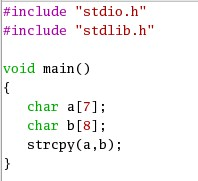 #include "stdio.h"
#include "stdlib.h"
void main()
{
char a[7];
char b[8];
strcpy(a,b);
}